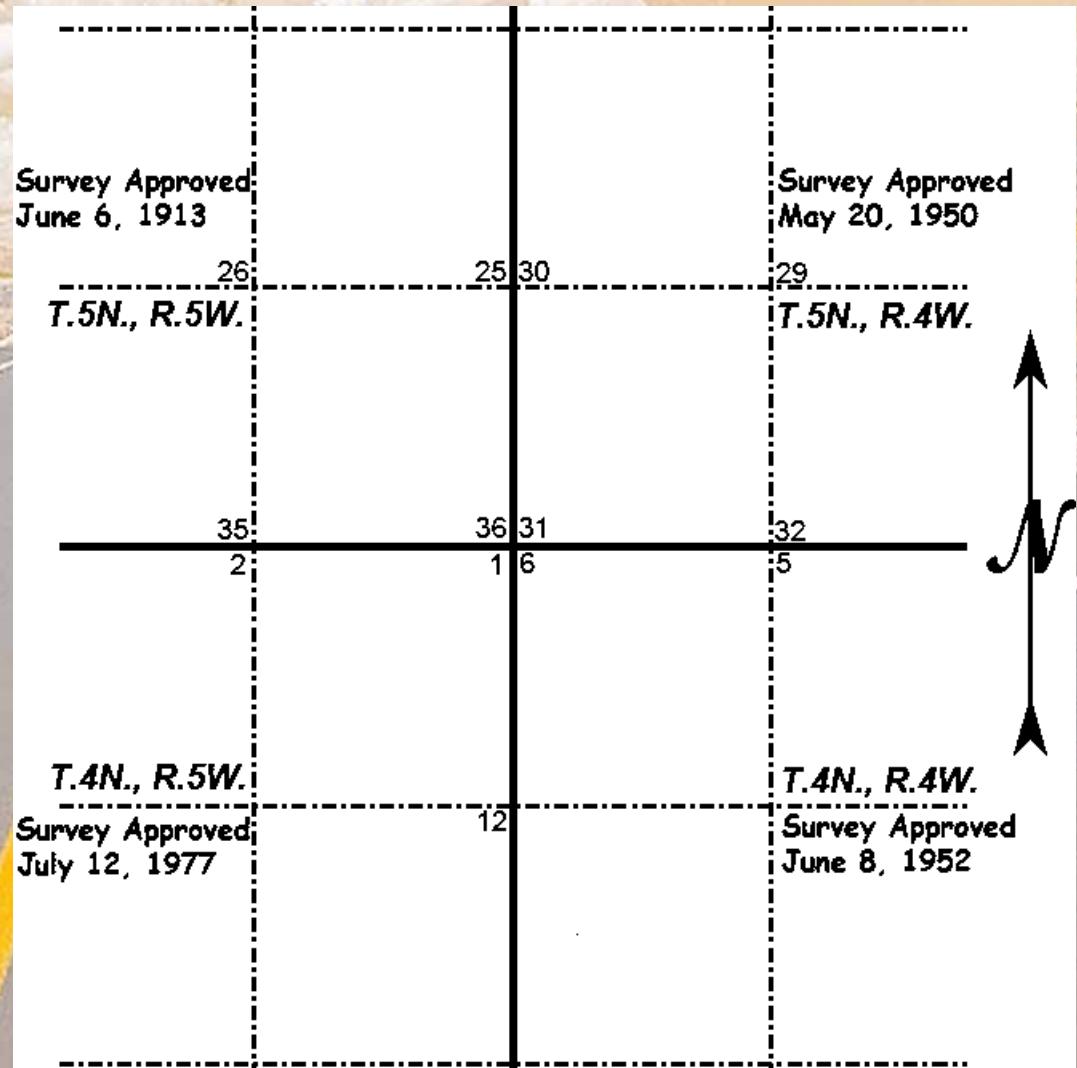 Survey Approved
June 6, 1913
Survey Approved
May 20, 1950
26
25 30
29
T.5N., R.5W.
T.5N., R.4W.
35
36 31
32
2
1 6
5
N
T.4N., R.5W.
T.4N., R.4W.
12
Survey Approved
July 12, 1977
Survey Approved
June 8, 1952